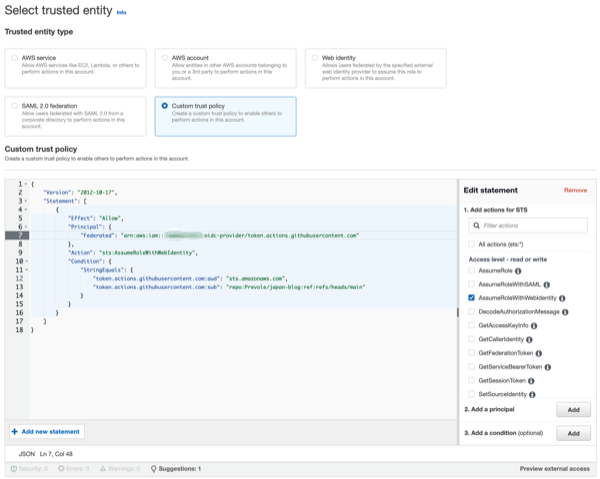 Select trusted entity Info
Trusted entity type
AWS service
Allow AWS services like EC2, Lambda, or others to perform actions in this account.
AWS account
Allow entities in other AWS accounts belonging to you or a 3rd party to perform actions in this account.
Web identity
Allows users federated by the specified external web identity provider to assume this role to perform actions in this account.
SAML 2.0 federation
Allow users federated with SAML 2.0 from a corporate directory to perform actions in this account.
Custom trust policy
Create a custom trust policy to enable others to perform actions in this account.
Custom trust policy
Create a custom trust policy to enable others to perform actions in this account.
1 {
2 "Version": "2012-10-17",
3 "Statement": [
4 {
5 "Effect": "Allow",
6 "Principal": {
7 "Federated": "arn:aws:iam:: oidc-provider/token.actions.githubusercontent.com"
8 },
9 "Action": "sts:AssumeRoleWithWebIdentity",
10 "Condition": {
11 "StringEquals": {
12 "token.actions.githubusercontent.com:aud": "sts.amazonaws.com",
13 "token.actions.githubusercontent.com:sub": "repo:Prevole/japan-blog:ref:refs/heads/main"
14 }
15 }
16 }
17 ]
18 }
+ Add new statement
JSON Ln 7, Col 48
Security: 0 Errors: 0 Warnings: 0 Suggestions: 1
Edit statement Remove
1. Add actions for STS
Filter actions
All actions (sts:*)
Access level - read or write
AssumeRole
AssumeRoleWithSAML
AssumeRoleWithWebIdentity
DecodeAuthorizationMessage
GetAccessKeyInfo
GetCallerIdentity
GetFederationToken
GetServiceBearerToken
GetSessionToken
SetSourceIdentity
2. Add a principal Add
3. Add a condition (optional) Add
Preview external access